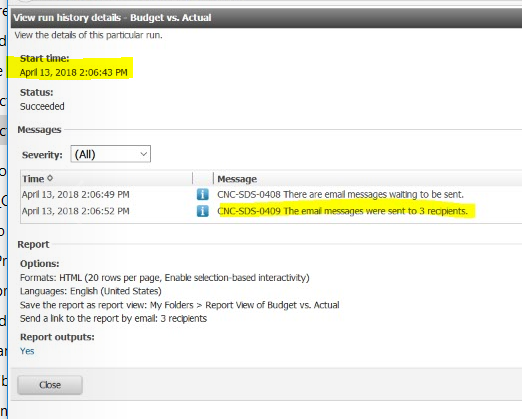 View run history details - Budget vs. Actual
View the details of this particular run.
Start time:
April 13, 2018 2:06:43 PM
Status:
Succeeded
Messages
Severity: (All)
Time Message
April 13, 2018 2:06:49 PM CNC-SDS-0408 There are email messages waiting to be sent.
April 13, 2018 2:06:52 PM CNC-SDS-0409 The email messages were sent to 3 recipients.
Report
Options:
Formats: HTML (20 rows per page, Enable selection-based interactivity)
Languages: English (United States)
Save the report as report view: My Folders > Report View of Budget vs. Actual
Send a link to the report by email: 3 recipients
Report outputs:
Yes
Close